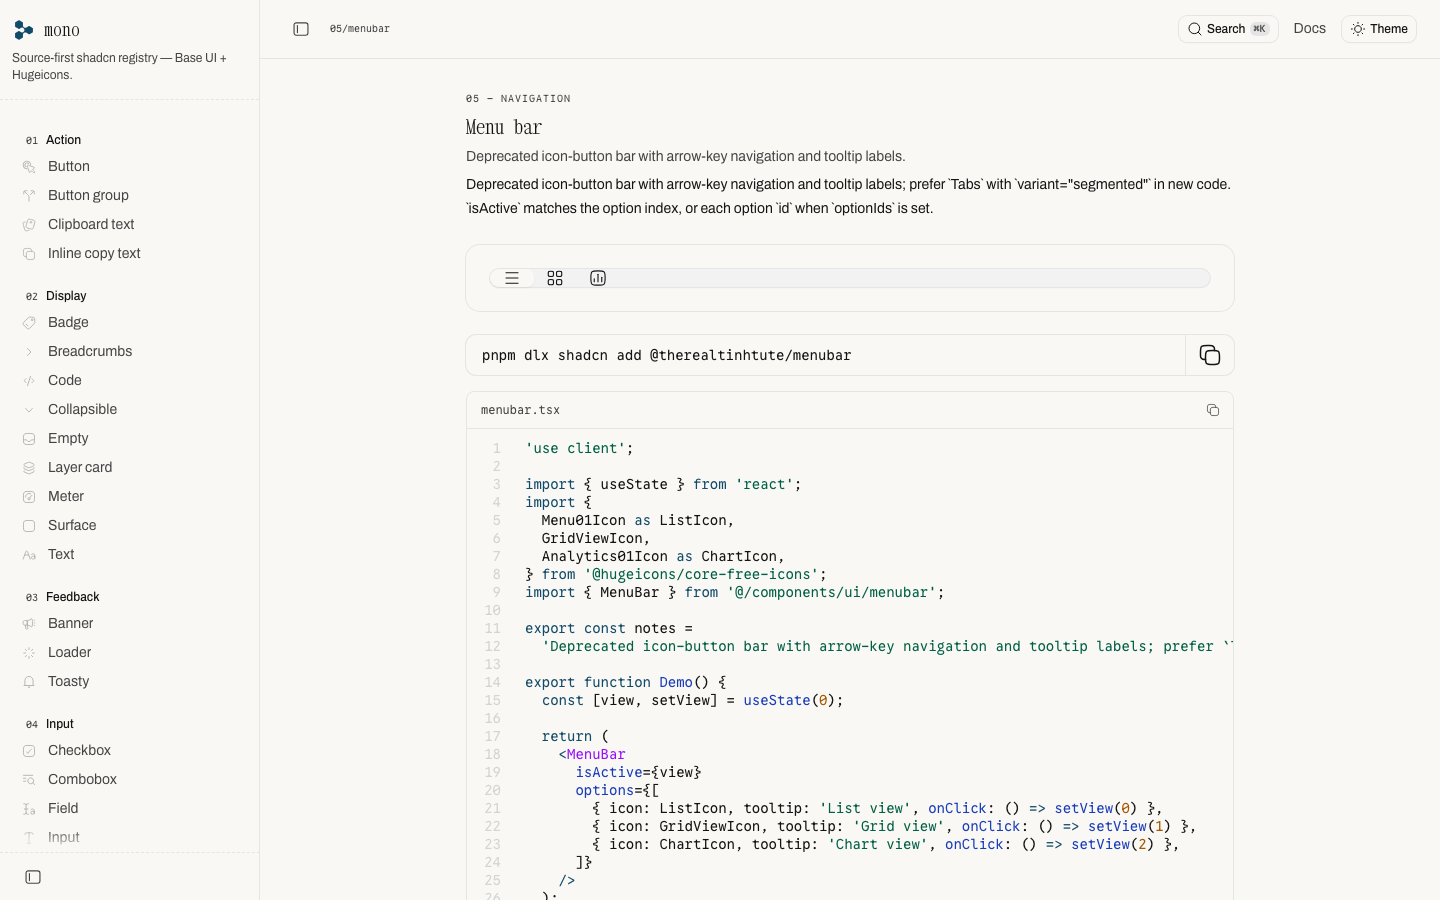 mono
Source-first shadcn registry — Base UI +
Hugeicons.
01 Action
Button
Button group
Clipboard text
Inline copy text
02 Display
Badge
Breadcrumbs
Code
Collapsible
Empty
Layer card
Meter
Surface
Text
03 Feedback
Banner
Loader
Toasty
04 Input
Checkbox
Combobox
Field
Input
05/menubar
Search ⌘K
Docs
Theme
05 — NAVIGATION
Menu bar
Deprecated icon-button bar with arrow-key navigation and tooltip labels.
Deprecated icon-button bar with arrow-key navigation and tooltip labels; prefer `Tabs` with `variant="segmented"` in new code.
`isActive` matches the option index, or each option `id` when `optionIds` is set.
pnpm dlx shadcn add @therealtinhtute/menubar
menubar.tsx
1 'use client';
2
3 import { useState } from 'react';
4 import {
5 Menu01Icon as ListIcon,
6 GridViewIcon,
7 Analytics01Icon as ChartIcon,
8 } from '@hugeicons/core-free-icons';
9 import { MenuBar } from '@/components/ui/menubar';
10
11 export const notes =
12 'Deprecated icon-button bar with arrow-key navigation and tooltip labels; prefer `
13
14 export function Demo() {
15 const [view, setView] = useState(0);
16
17 return (
18 <MenuBar
19 isActive={view}
20 options={[
21 { icon: ListIcon, tooltip: 'List view', onClick: () => setView(0) },
22 { icon: GridViewIcon, tooltip: 'Grid view', onClick: () => setView(1) },
23 { icon: ChartIcon, tooltip: 'Chart view', onClick: () => setView(2) },
24 ]}
25 />
26 );